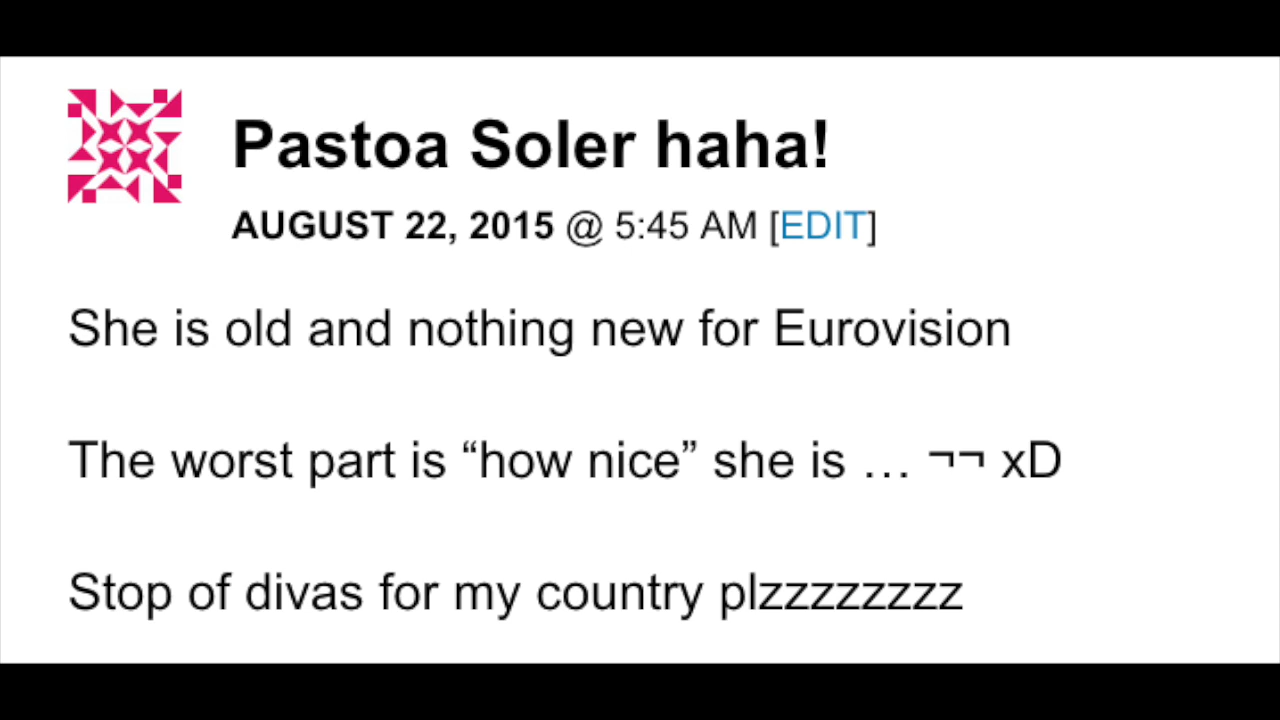 Pastoa Soler haha!
AUGUST 22, 2015 @ 5:45 AM [EDIT]
She is old and nothing new for Eurovision
The worst part is “how nice” she is … ¬¬ xD
Stop of divas for my country plzzzzzzzz